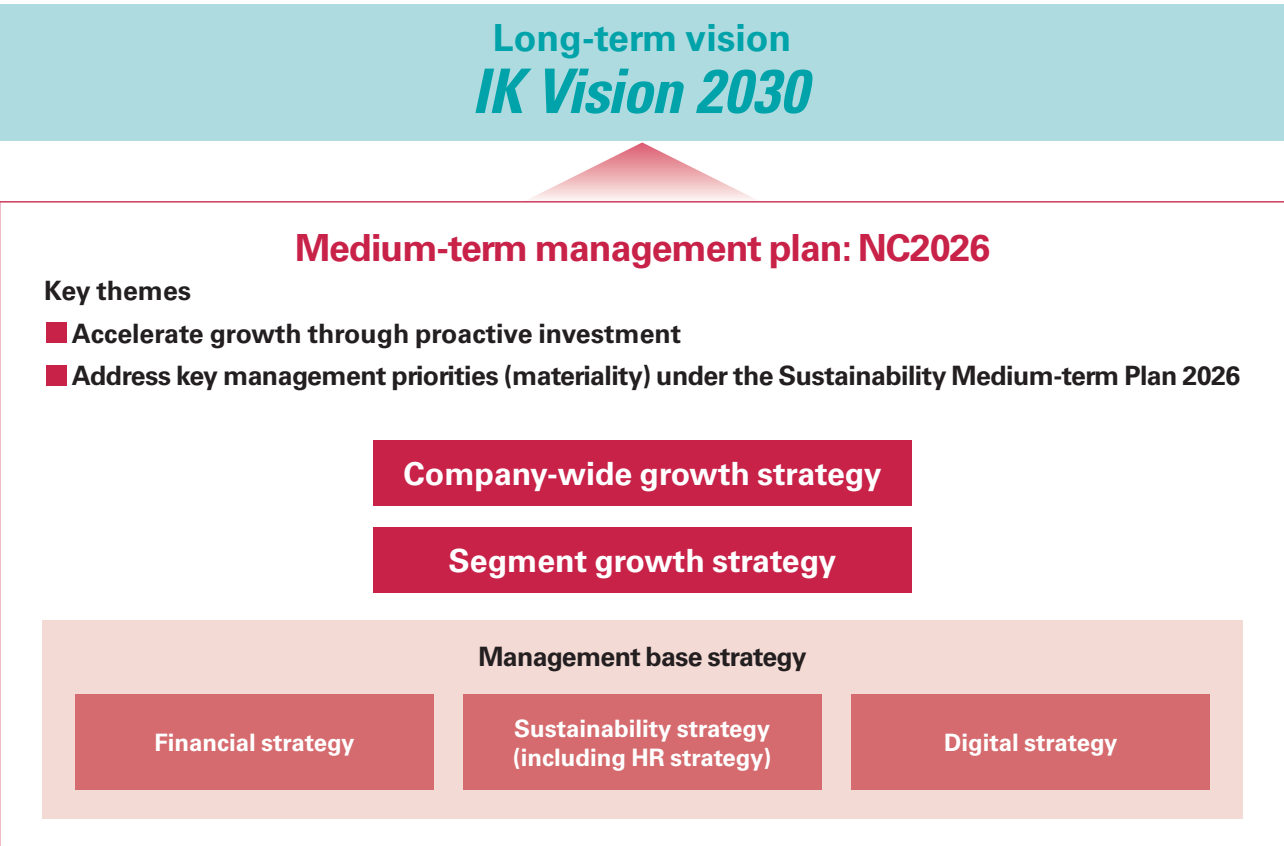 Long-term vision
IK Vision 2030
Medium-term management plan: NC2026
Key themes
Accelerate growth through proactive investment
Address key management priorities (materiality) under the Sustainability Medium-term Plan 2026
Company-wide growth strategy
Segment growth strategy
Management base strategy
Financial strategy
Sustainability strategy
(including HR strategy)
Digital strategy